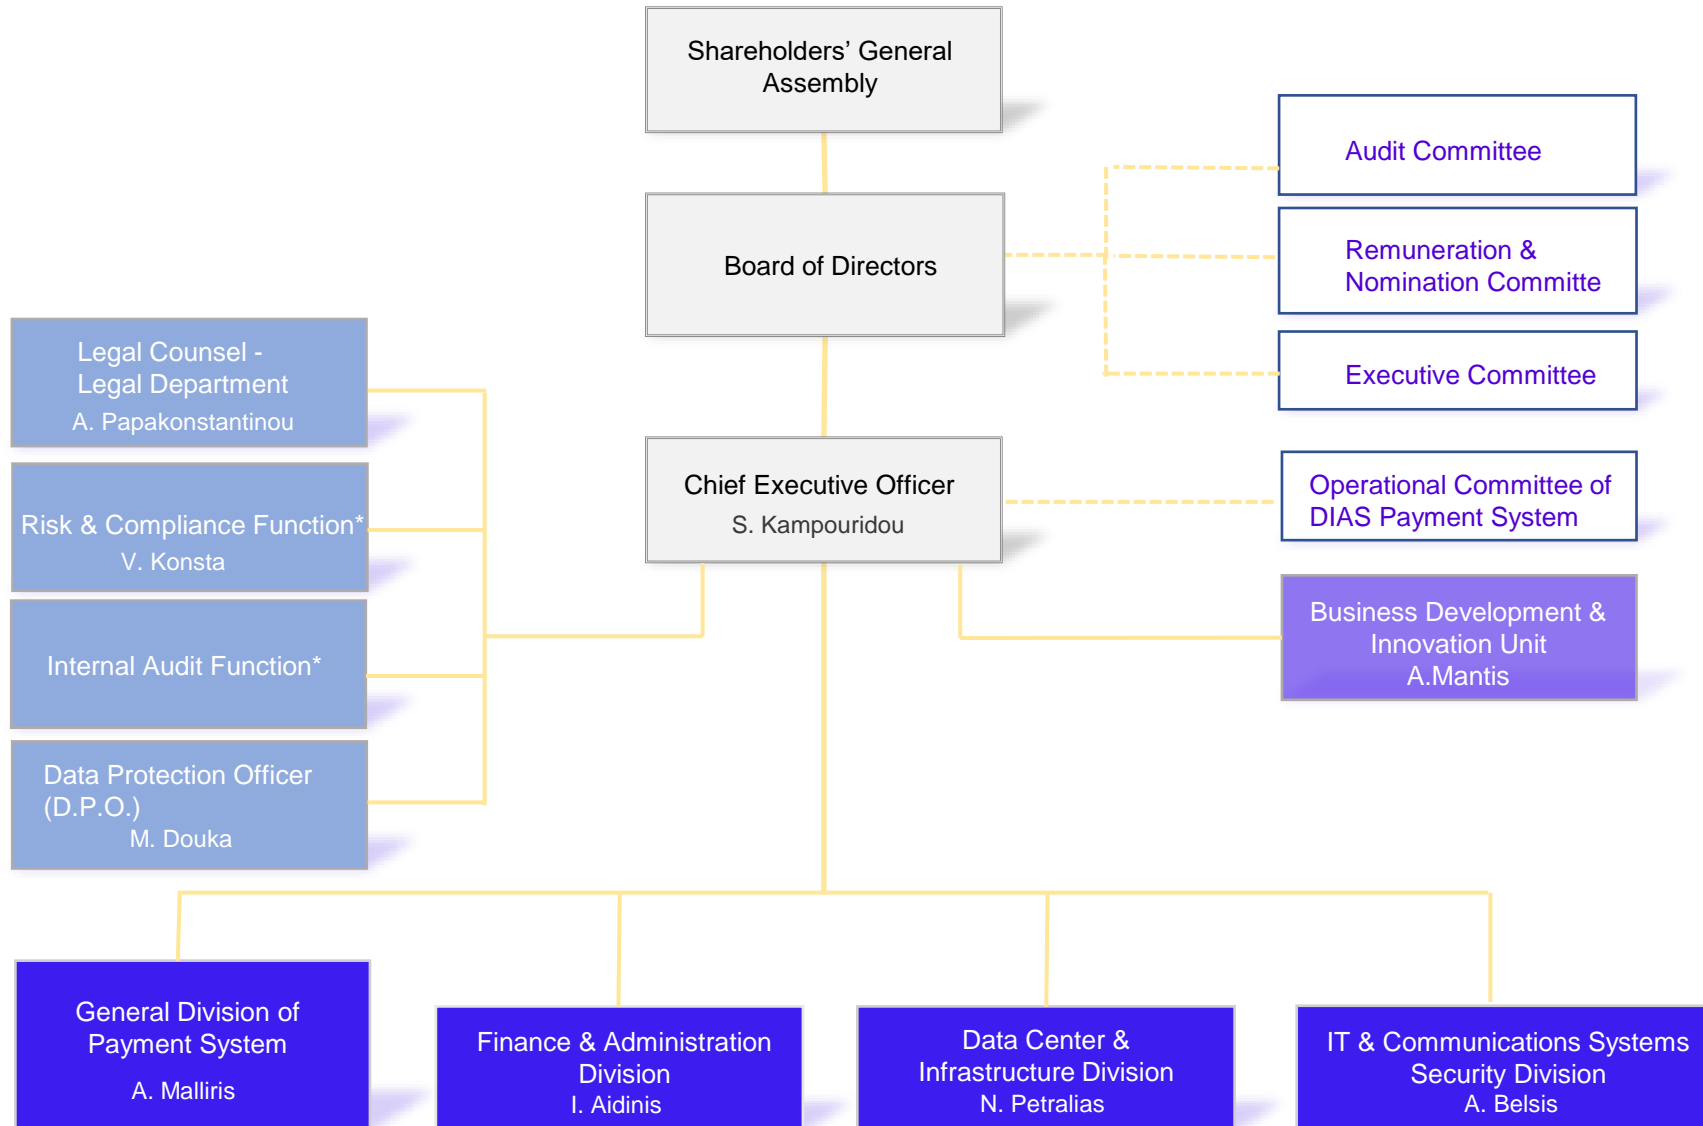 Shareholders’ General
Assembly
Audit Committee
Board of Directors
Remuneration &
Nomination Committe
Executive Committee
Legal Counsel -
Legal Department
A. Papakonstantinou
Chief Executive Officer
S. Kampouridou
Operational Committee of
DIAS Payment System
Risk & Compliance Function*
V. Konsta
Business Development &
Innovation Unit
A.Mantis
Internal Audit Function*
Data Protection Officer
(D.P.O.)
M. Douka
General Division of
Payment System
A. Malliris
Finance & Administration
Division
I. Aidinis
Data Center &
Infrastructure Division
N. Petralias
IT & Communications Systems
Security Division
A. Belsis